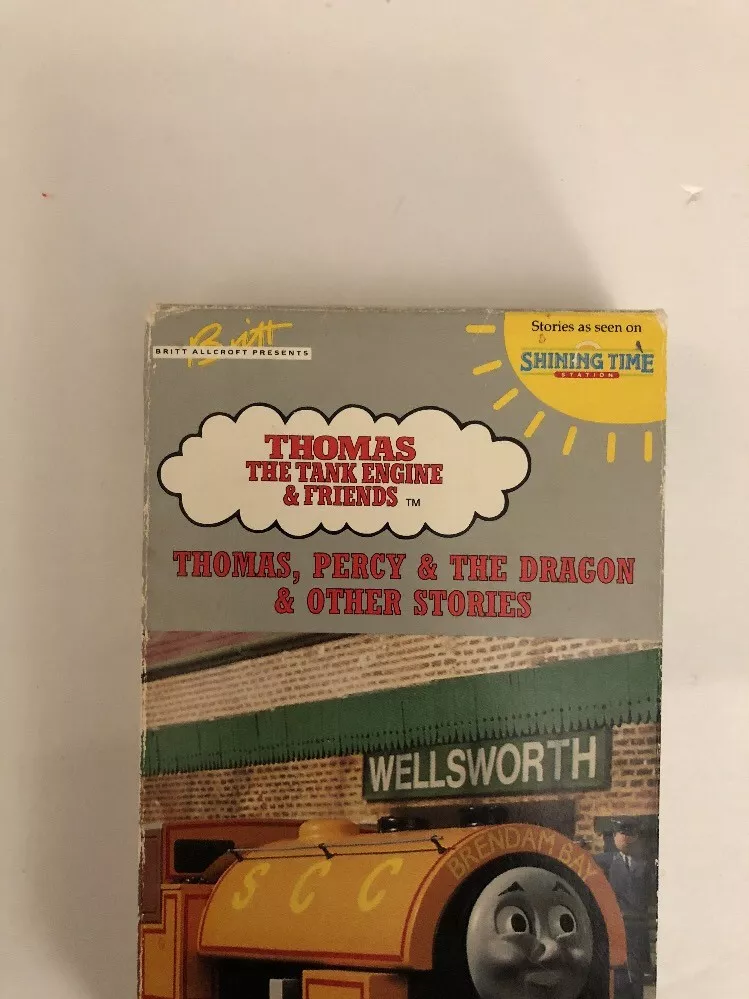 Britt
BRITT ALLCROFT PRESENTS
Stories as seen on
SHINING TIME
STATION
THOMAS
THE TANK ENGINE
& FRIENDS ™
THOMAS, PERCY & THE DRAGON
& OTHER STORIES
WELLSWORTH
BRENDAM BAY
SCC